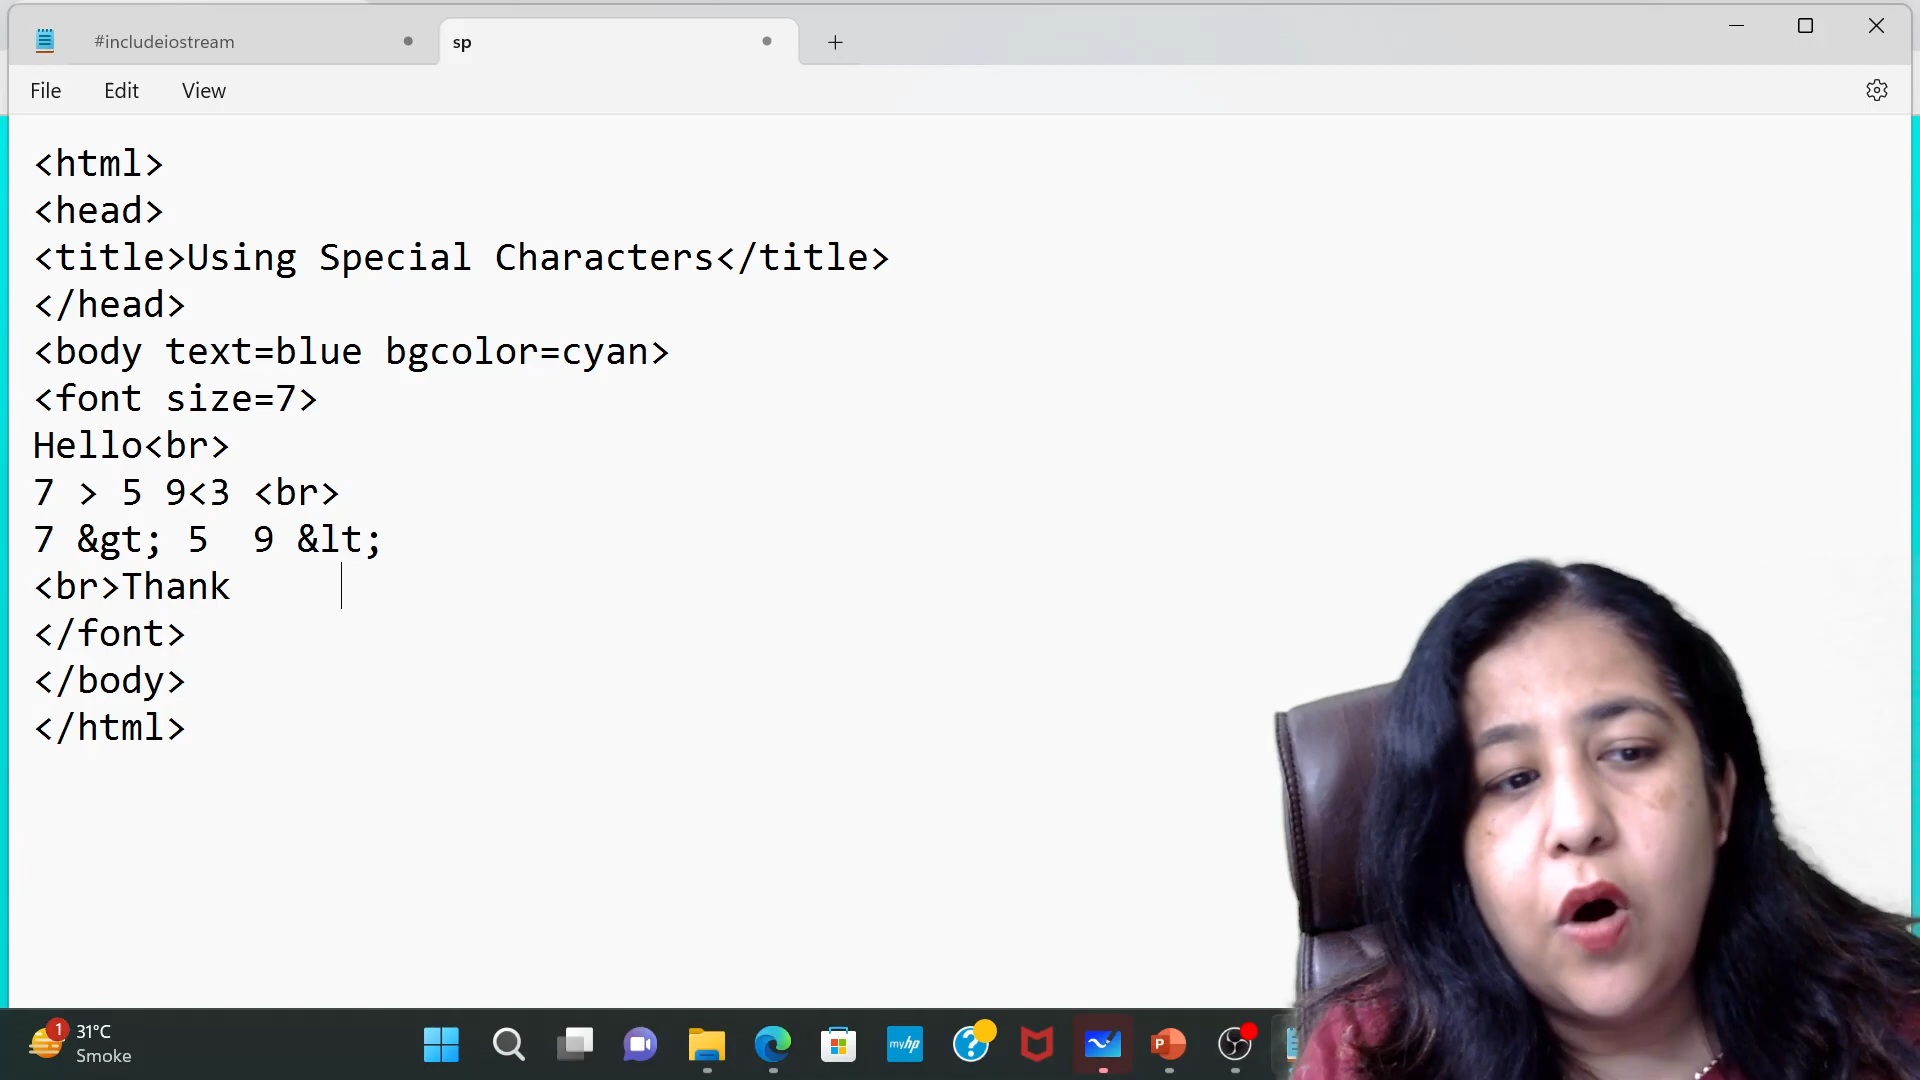 #includeiostream
sp
File Edit View
<html>
<head>
<title>Using Special Characters</title>
</head>
<body text=blue bgcolor=cyan>
<font size=7>
Hello<br>
7 > 5 9<3 <br>
7 &gt; 5  9 &lt;
<br>Thank
</font>
</body>
</html>
1
31°C
Smoke
myhp
P